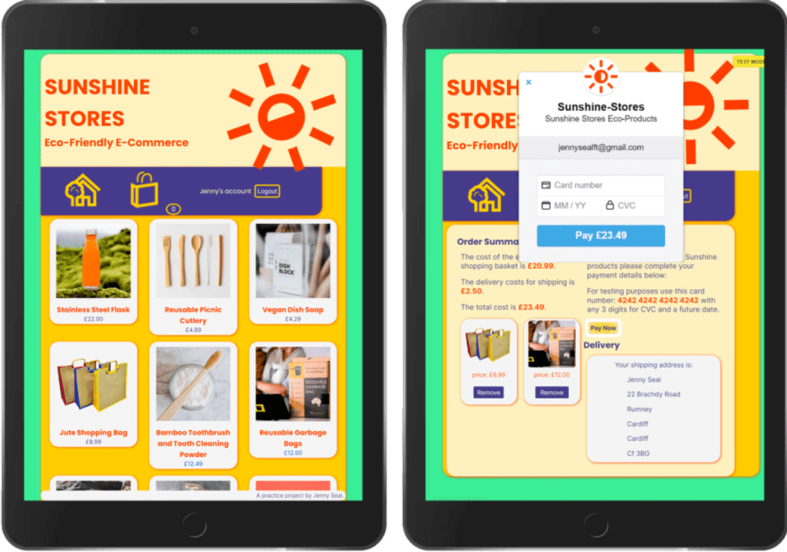 SUNSHINE
STORES
Eco-Friendly E-Commerce
0
Jenny's account
Logout
DISH
BLOCK
Stainless Steel Flask
£22.00
Reusable Picnic
Cutlery
£4.99
Vegan Dish Soap
£4.29
REUSABLE
GARBAGE
BAG
Jute Shopping Bag
£8.99
Bamboo Toothbrush
and Tooth Cleaning
Powder
£12.49
Reusable Garbage
Bags
£12.00
A practice project by Jenny Seal.
TEST MODE
SUNSH
STORES
Eco-Friendly
Sunshine-Stores
Sunshine Stores Eco-Products
jennysealft@gmail.com
Card number
MM / YY
CVC
Pay £23.49
Order Summa
The cost of the
shopping basket is £20.99.
The delivery costs for shipping is
£2.50.
The total cost is £23.49.
price: £8.99
Remove
price: £12.00
Remove
Sunshine
products please complete your
payment details below:
For testing purposes use this card
number: 4242 4242 4242 4242 with
any 3 digits for CVC and a future date.
Pay Now
Delivery
Your shipping address is:
Jenny Seal
22 Brachdy Road
Rumney
Cardiff
Cardiff
Cf 3BG